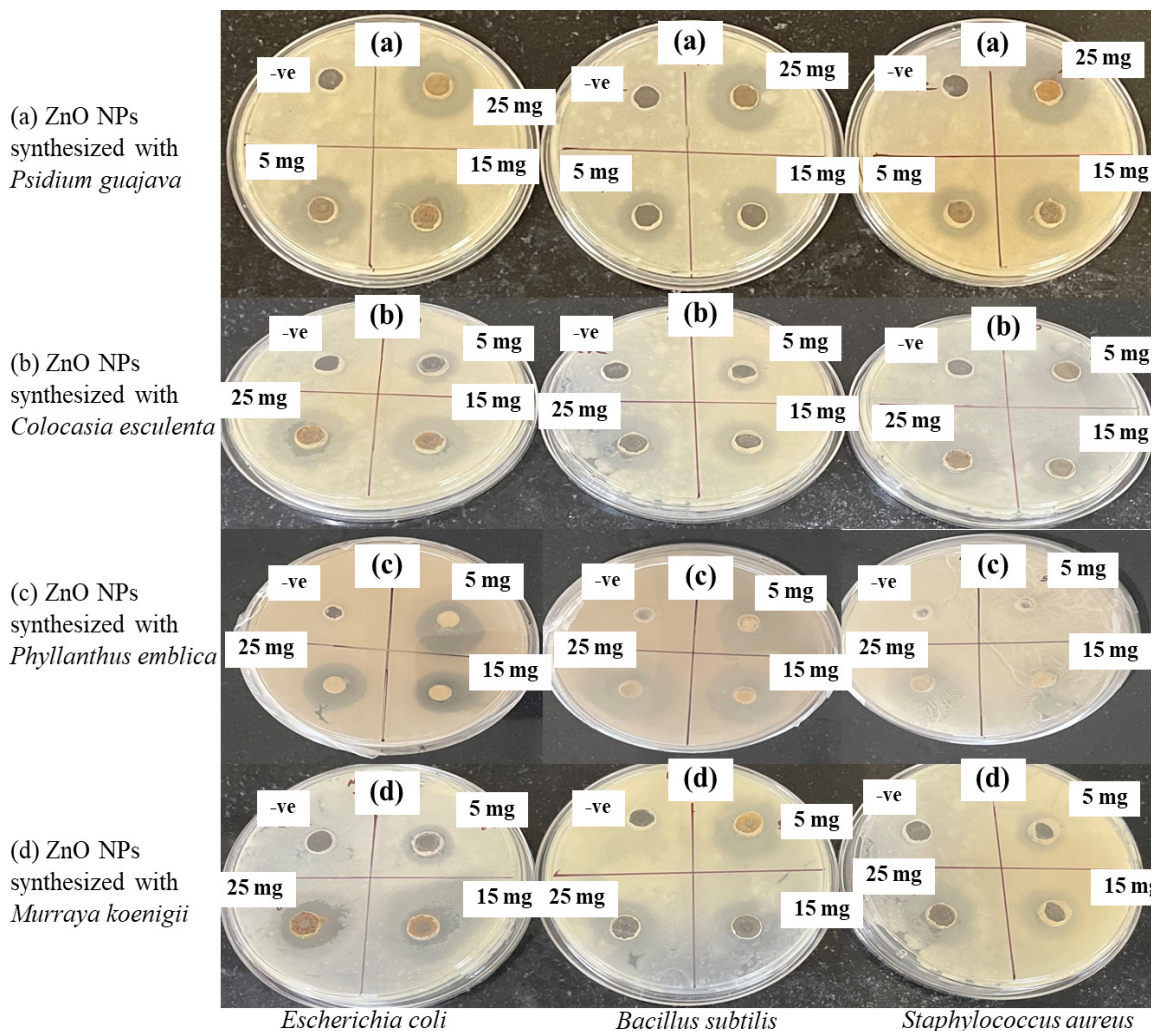 (a)
(a)
(a)
-ve
25 mg
-ve
25 mg
-ve
25 mg
(a) ZnO NPs
synthesized with
Psidium guajava
5 mg
15 mg
5 mg
15 mg
5 mg
15 mg
(b)
(b)
(b)
-ve
5 mg
-ve
5 mg
-ve
5 mg
(b) ZnO NPs
synthesized with
Colocasia esculenta
25 mg
15 mg
25 mg
15 mg
25 mg
15 mg
(c)
(c)
(c)
-ve
5 mg
-ve
5 mg
-ve
5 mg
(c) ZnO NPs
synthesized with
Phyllanthus emblica
25 mg
15 mg
25 mg
15 mg
25 mg
15 mg
(d)
(d)
(d)
-ve
5 mg
-ve
5 mg
-ve
5 mg
(d) ZnO NPs
synthesized with
Murraya koenigii
25 mg
15 mg
25 mg
15 mg
25 mg
15 mg
Escherichia coli
Bacillus subtilis
Staphylococcus aureus